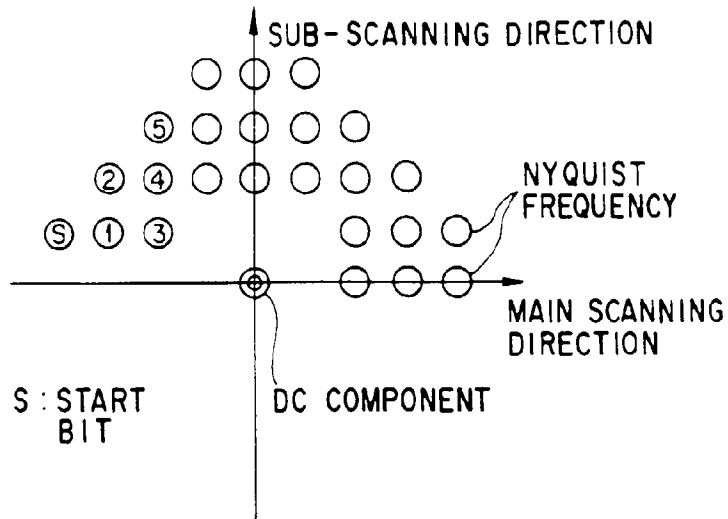 SUB-SCANNING DIRECTION
5
2 4
S 1 3
NYQUIST
FREQUENCY
MAIN SCANNING
DIRECTION
DC COMPONENT
S : START
BIT